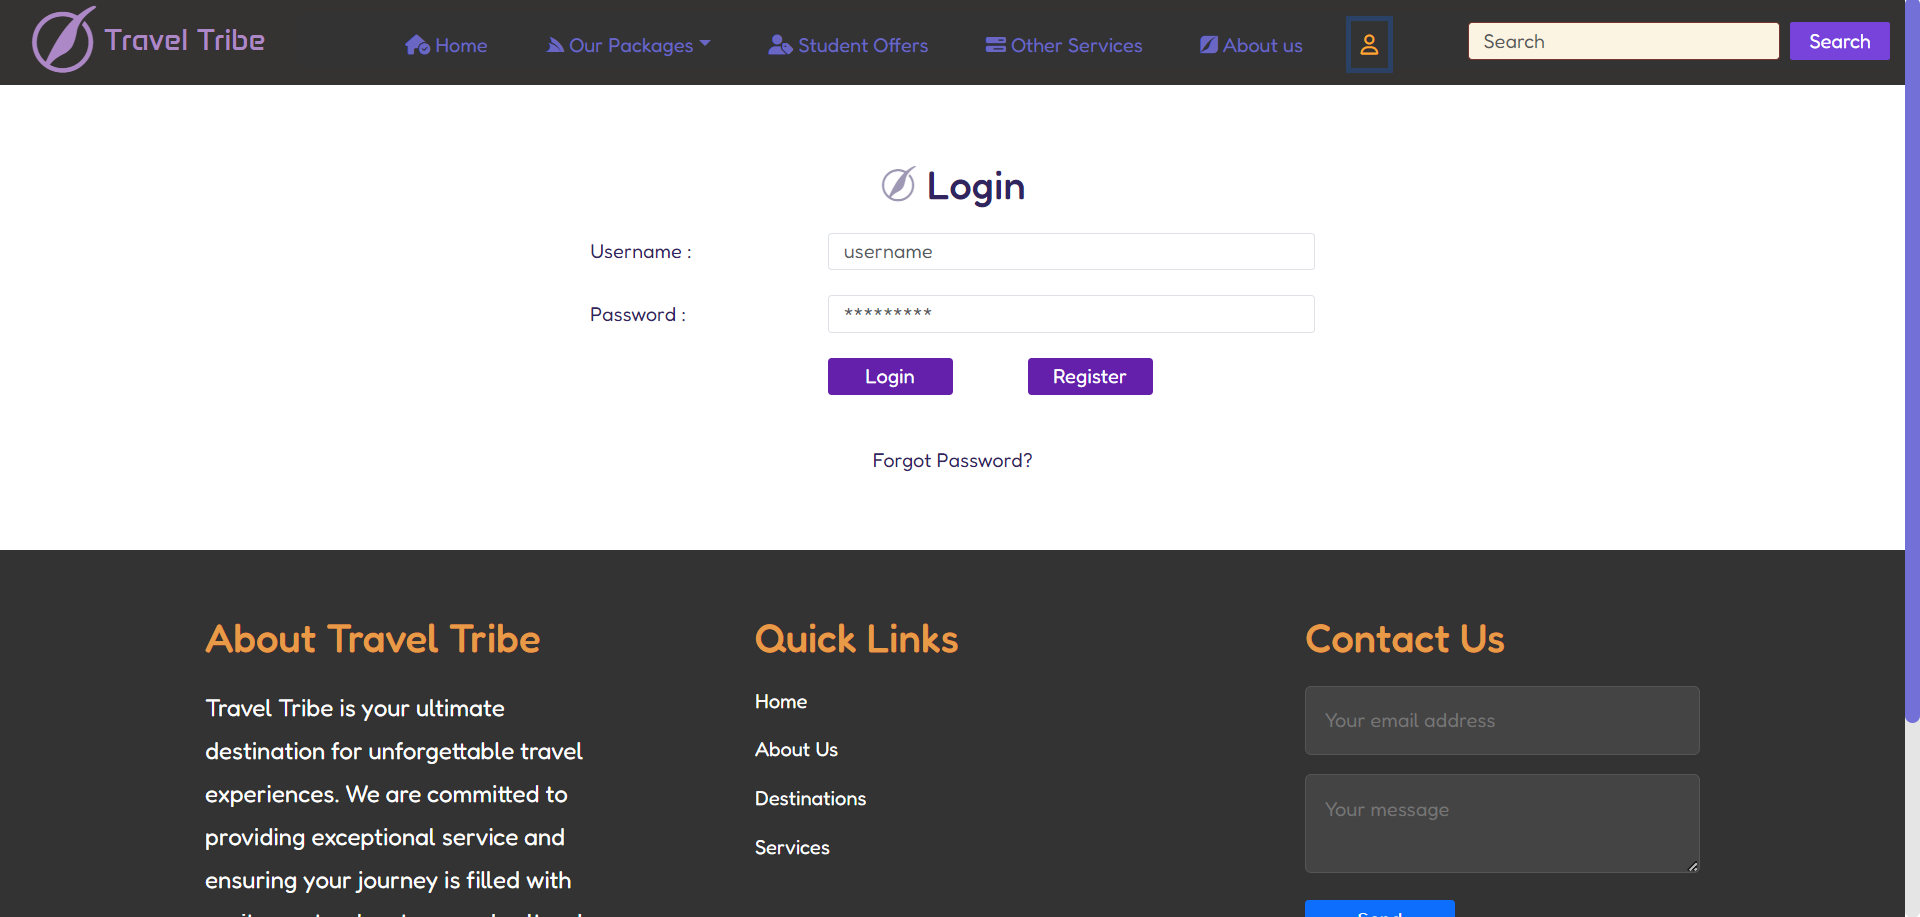 Travel Tribe
Home
Our Packages
Student Offers
Other Services
About us
Search
Search
Login
Username :
username
Password :
*********
Login
Register
Forgot Password?
About Travel Tribe
Travel Tribe is your ultimate
destination for unforgettable travel
experiences. We are committed to
providing exceptional service and
ensuring your journey is filled with
Quick Links
Home
About Us
Destinations
Services
Contact Us
Your email address
Your message
Send